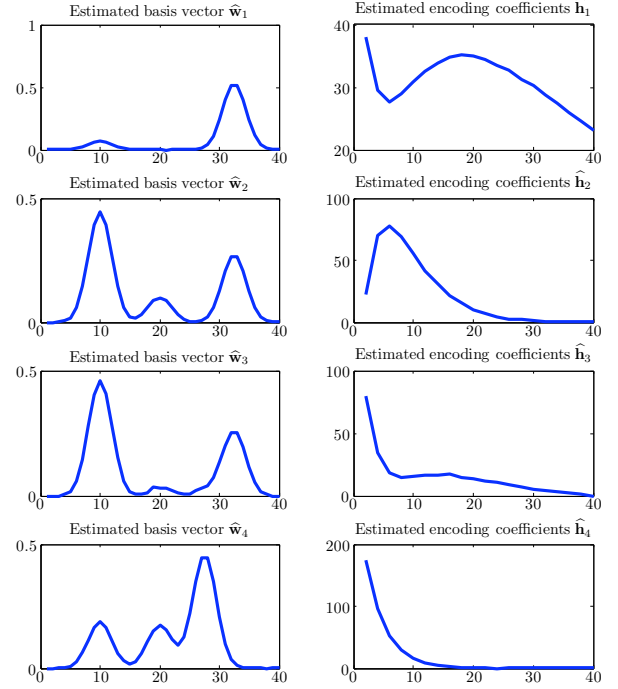 Estimated basis vector ŵ₁
Estimated encoding coefficients h₁
1
0.5
0
0 10 20 30 40
40
30
20
0 10 20 30 40
Estimated basis vector ŵ₂
Estimated encoding coefficients ĥ₂
0.5
0
0 10 20 30 40
100
50
0
0 10 20 30 40
Estimated basis vector ŵ₃
Estimated encoding coefficients ĥ₃
0.5
0
0 10 20 30 40
100
50
0
0 10 20 30 40
Estimated basis vector ŵ₄
Estimated encoding coefficients ĥ₄
0.5
0
0 10 20 30 40
200
100
0
0 10 20 30 40